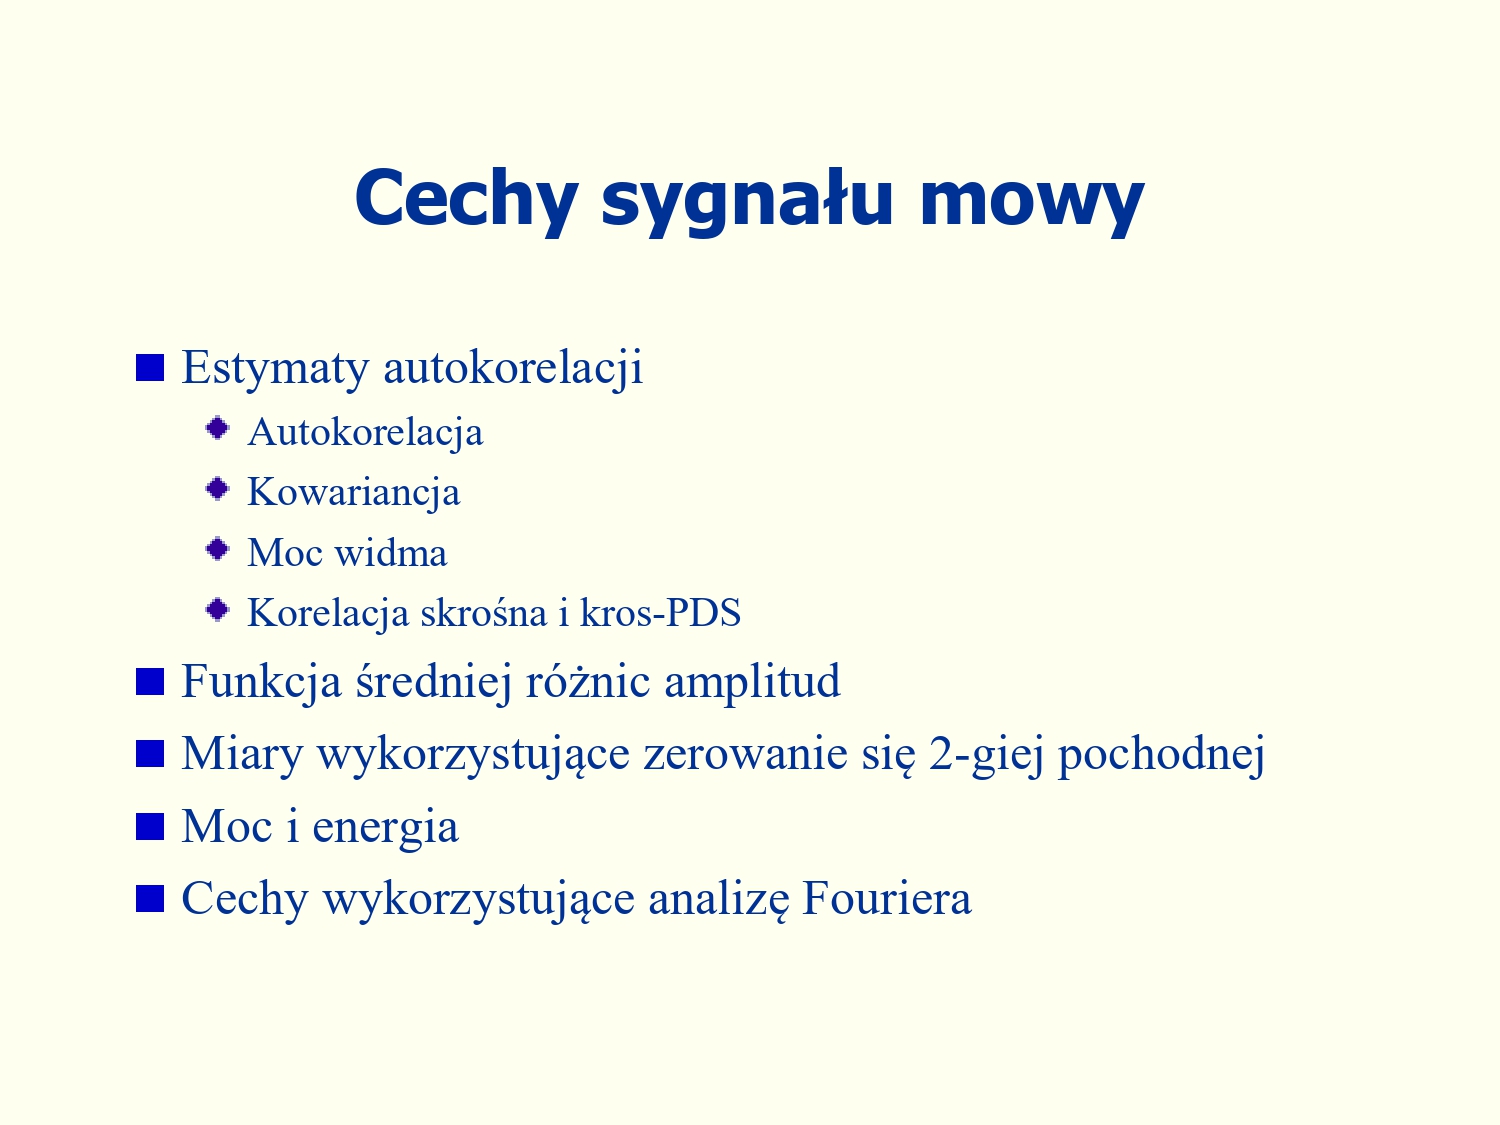 Cechy sygnału mowy
Estymaty autokorelacji
Autokorelacja
Kowariancja
Moc widma
Korelacja skrośna i kros-PDS
Funkcja średniej różnic amplitud
Miary wykorzystujące zerowanie się 2-giej pochodnej
Moc i energia
Cechy wykorzystujące analizę Fouriera